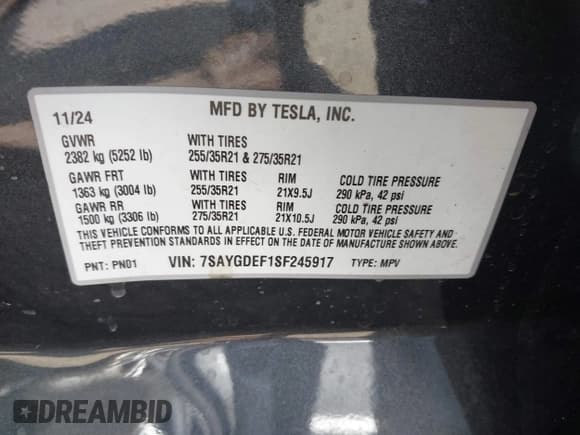 11/24 MFD BY TESLA, INC.
GVWR WITH TIRES
2382 kg (5252 lb) 255/35R21 & 275/35R21
GAWR FRT WITH TIRES RIM COLD TIRE PRESSURE
1363 kg (3004 lb) 255/35R21 21X9.5J 290 kPa, 42 psi
GAWR RR WITH TIRES RIM COLD TIRE PRESSURE
1500 kg (3306 lb) 275/35R21 21X10.5J 290 kPa, 42 psi
THIS VEHICLE CONFORMS TO ALL APPLICABLE U.S. FEDERAL MOTOR VEHICLE SAFETY AND
THEFT PREVENTION STANDARDS IN EFFECT ON THE DATE OF MANUFACTURE SHOWN ABOVE.
PNT: PN01 VIN: 7SAYGDEF1SF245917 TYPE: MPV
DREAMBID